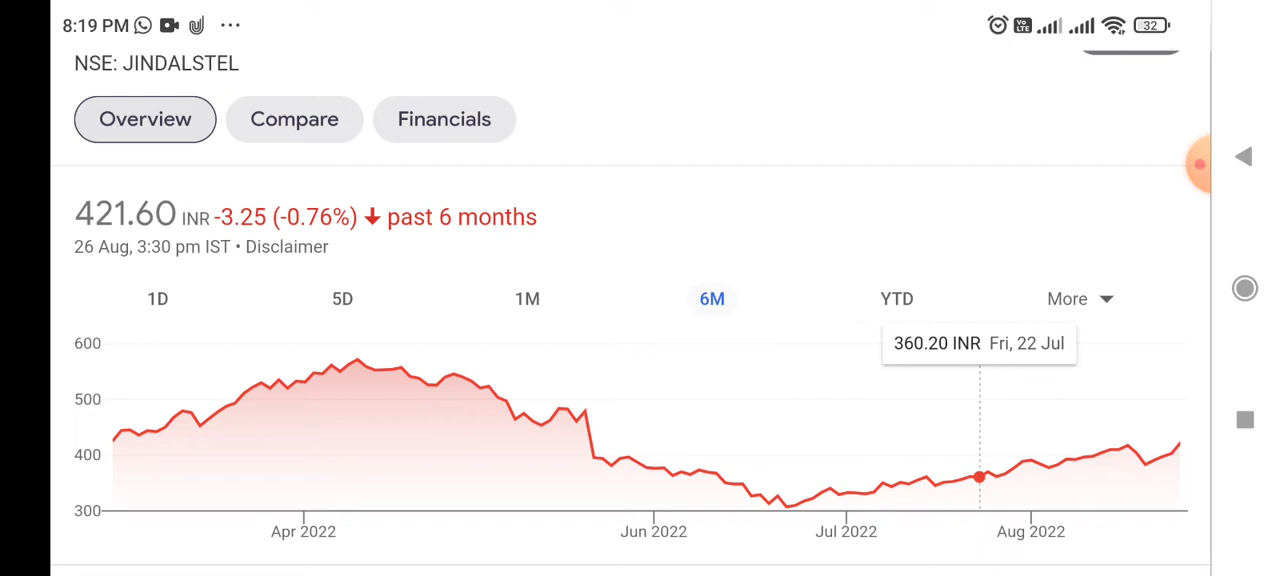 8:19 PM
Vo LTE
32
NSE: JINDALSTEL
Overview Compare Financials
421.60 INR -3.25 (-0.76%) past 6 months
26 Aug, 3:30 pm IST • Disclaimer
1D 5D 1M 6M YTD More
600
360.20 INR Fri, 22 Jul
500
400
300
Apr 2022 Jun 2022 Jul 2022 Aug 2022